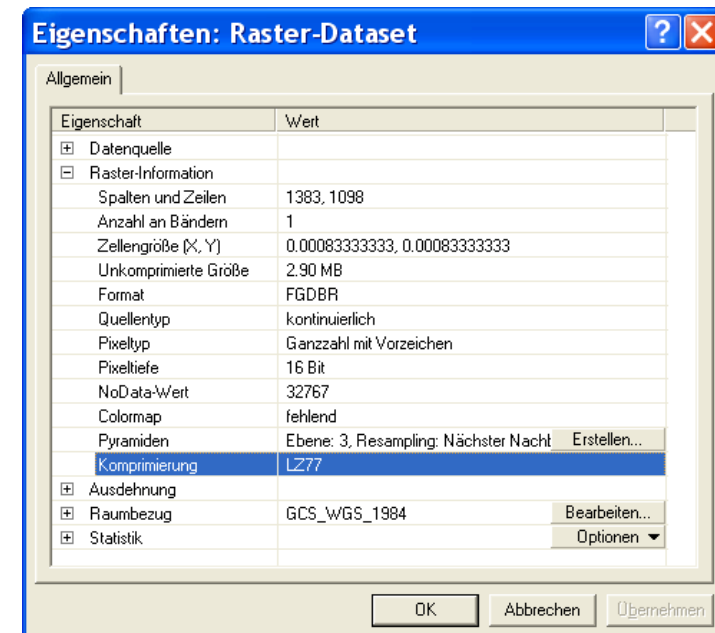 Eigenschaften: Raster-Dataset
Allgemein
Eigenschaft Wert
Datenquelle
Raster-Information
Spalten und Zeilen 1383, 1098
Anzahl an Bändern 1
Zellengröße (X, Y) 0.00083333333, 0.00083333333
Unkomprimierte Größe 2.90 MB
Format FGDBR
Quellentyp kontinuierlich
Pixeltyp Ganzzahl mit Vorzeichen
Pixeltiefe 16 Bit
NoData-Wert 32767
Colormap fehlend
Pyramiden Ebene: 3, Resampling: Nächster Nacht Erstellen...
Komprimierung LZ77
Ausdehnung
Raumbezug GCS_WGS_1984 Bearbeiten...
Statistik Optionen
OK Abbrechen Übernehmen